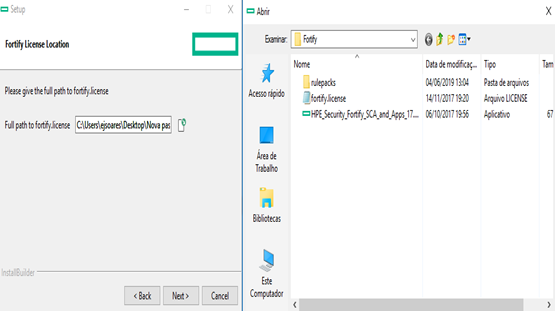 Setup
Fortify License Location
Please give the full path to fortify.license
Full path to fortify.license C:\Users\ejsoares\Desktop\Nova pas
InstallBuilder
< Back Next > Cancel
Abrir
Examinar: Fortify
Nome Data de modificaç... Tipo Tam
rulepacks 04/06/2019 13:04 Pasta de arquivos
fortify.license 14/11/2017 19:20 Arquivo LICENSE
HPE_Security_Fortify_SCA_and_Apps_17.... 06/10/2017 19:56 Aplicativo 67
Acesso rápido
Área de
Trabalho
Bibliotecas
Este
Computador